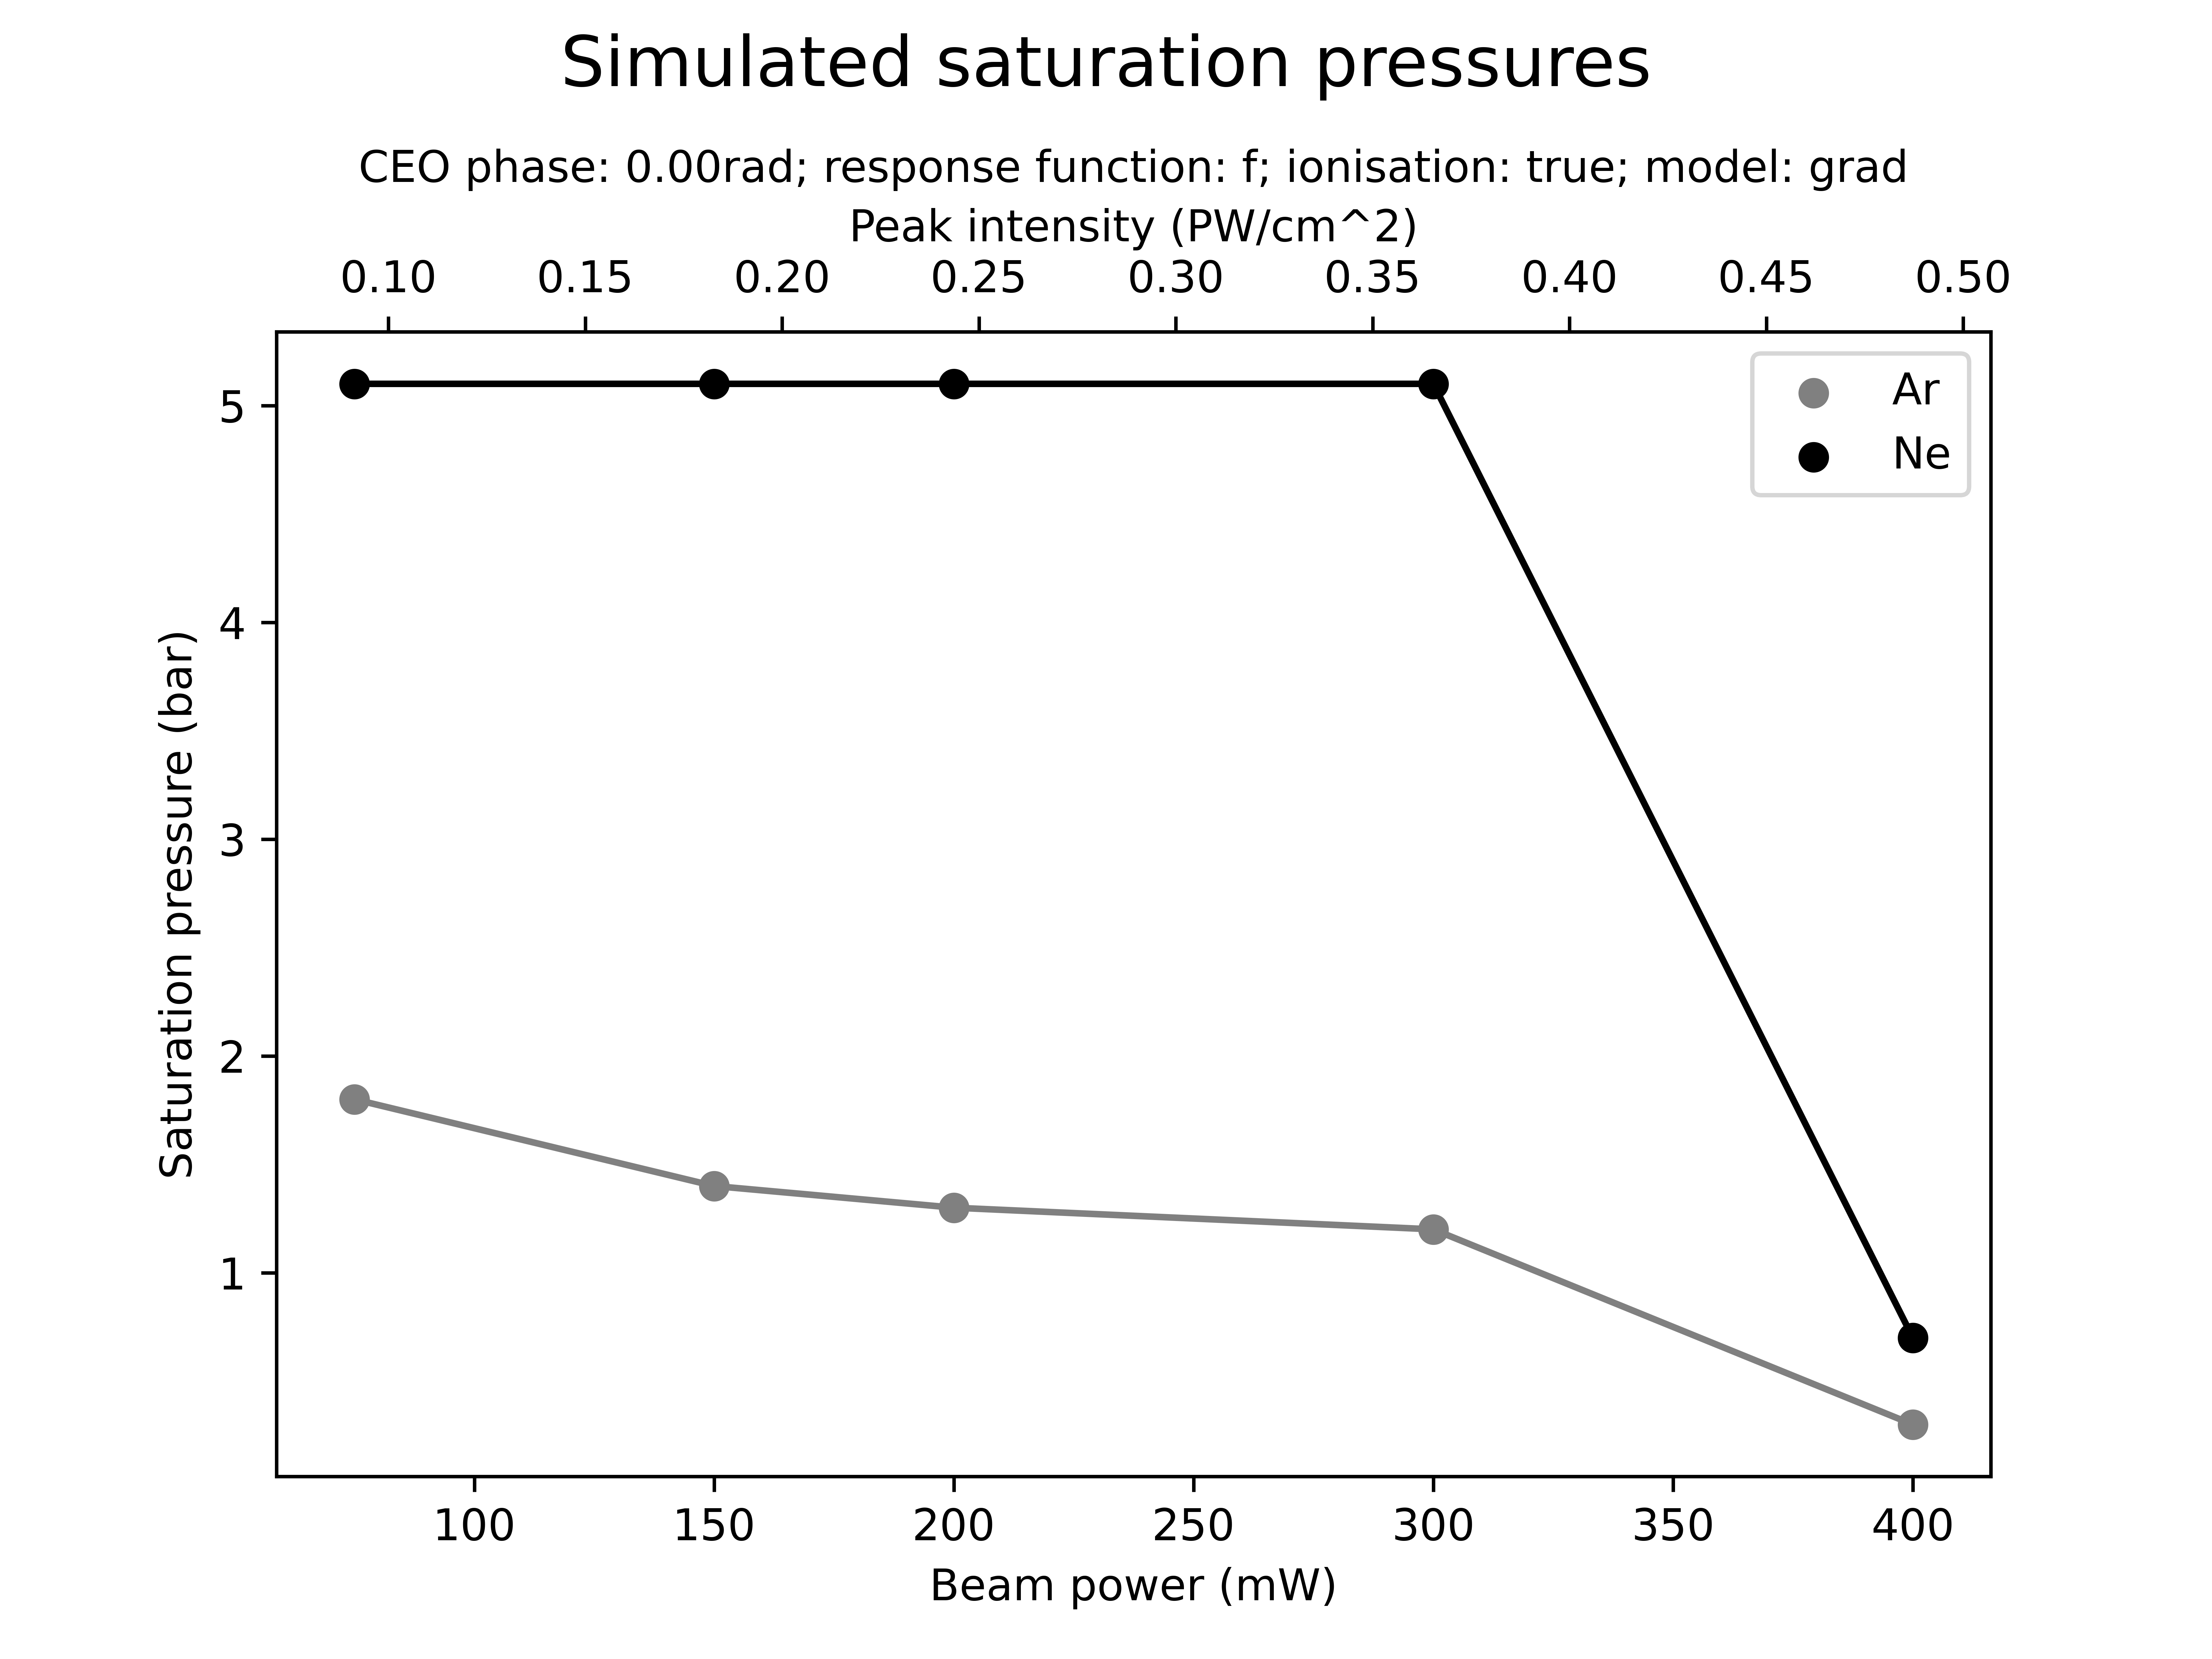 Simulated saturation pressures
CEO phase: 0.00rad; response function: f; ionisation: true; model: grad
Peak intensity (PW/cm^2)
0.10 0.15 0.20 0.25 0.30 0.35 0.40 0.45 0.50
Ar
Ne
5
4
3
2
1
Saturation pressure (bar)
100 150 200 250 300 350 400
Beam power (mW)